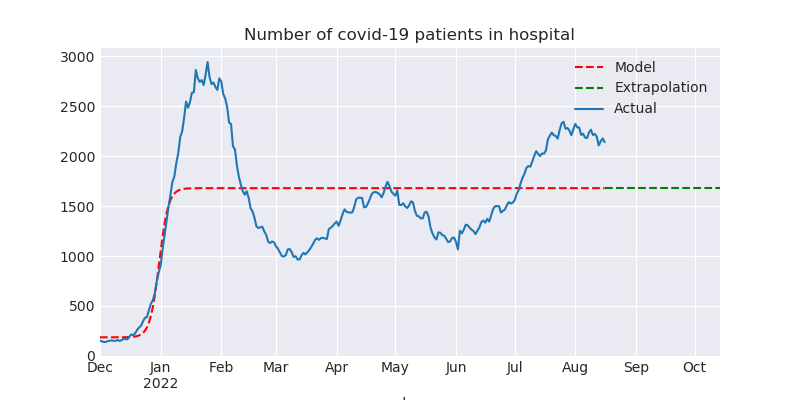 Number of covid-19 patients in hospital
3000
2500
2000
1500
1000
500
0
Model
Extrapolation
Actual
Dec Jan Feb Mar Apr May Jun Jul Aug Sep Oct
2022